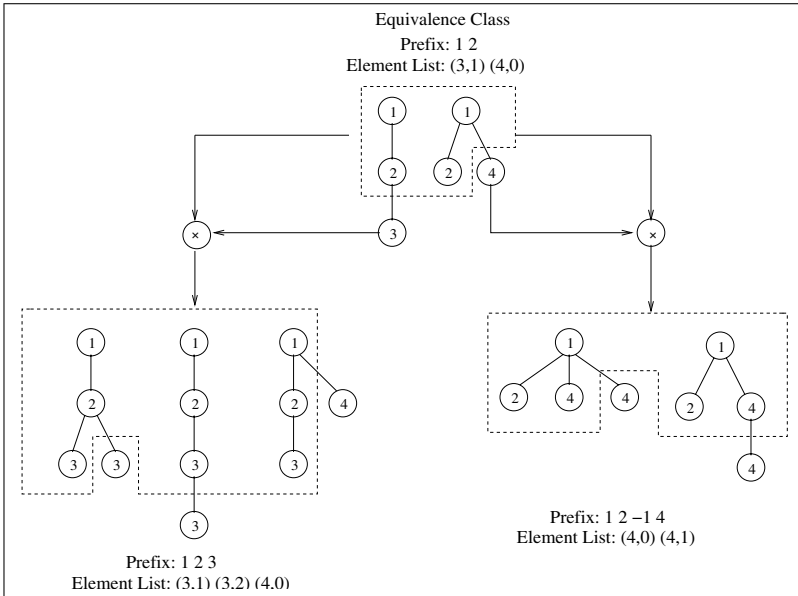 Equivalence Class
Prefix: 1 2
Element List: (3,1) (4,0)
1 1
2 2 4
× 3 ×
1 1 1
2 2 3 4
3 3 3 3
3
1 1
2 4 4 2 4
4
Prefix: 1 2 3
Element List: (3,1) (3,2) (4,0)
Prefix: 1 2 −1 4
Element List: (4,0) (4,1)